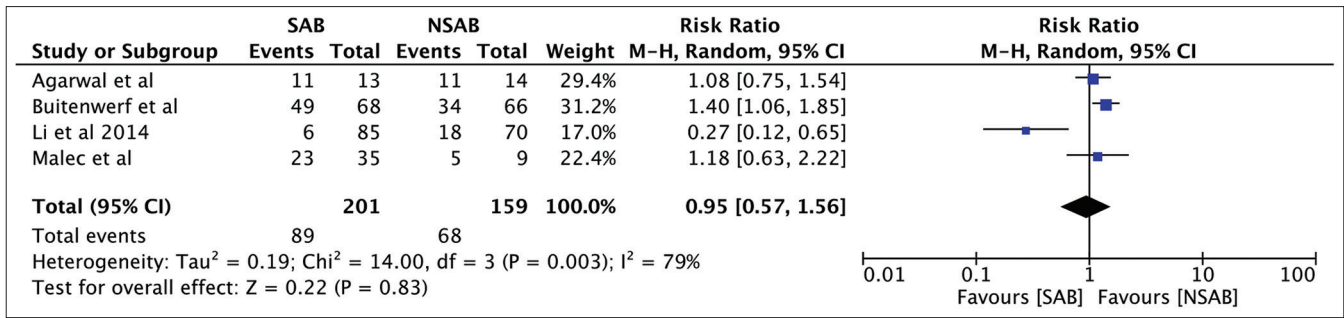 SAB NSAB Risk Ratio Risk Ratio
Study or Subgroup Events Total Events Total Weight M-H, Random, 95% CI M-H, Random, 95% CI
Agarwal et al 11 13 11 14 29.4% 1.08 [0.75, 1.54]
Buitenwerf et al 49 68 34 66 31.2% 1.40 [1.06, 1.85]
Li et al 2014 6 85 18 70 17.0% 0.27 [0.12, 0.65]
Malec et al 23 35 5 9 22.4% 1.18 [0.63, 2.22]
Total (95% CI) 201 159 100.0% 0.95 [0.57, 1.56]
Total events 89 68
Heterogeneity: Tau² = 0.19; Chi² = 14.00, df = 3 (P = 0.003); I² = 79%
Test for overall effect: Z = 0.22 (P = 0.83)
0.01 0.1 1 10 100
Favours [SAB] Favours [NSAB]